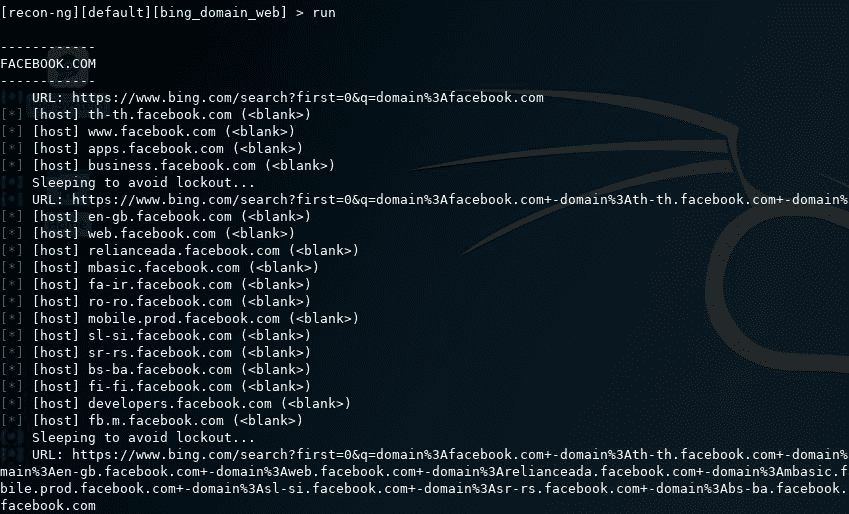 [recon-ng][default][bing_domain_web] > run
------------
FACEBOOK.COM
------------
[*] URL: https://www.bing.com/search?first=0&q=domain%3Afacebook.com
[*] [host] th-th.facebook.com (<blank>)
[*] [host] www.facebook.com (<blank>)
[*] [host] apps.facebook.com (<blank>)
[*] [host] business.facebook.com (<blank>)
[*] Sleeping to avoid lockout...
[*] URL: https://www.bing.com/search?first=0&q=domain%3Afacebook.com+-domain%3Ath-th.facebook.com+-domain%
[*] [host] en-gb.facebook.com (<blank>)
[*] [host] web.facebook.com (<blank>)
[*] [host] relianceada.facebook.com (<blank>)
[*] [host] mbasic.facebook.com (<blank>)
[*] [host] fa-ir.facebook.com (<blank>)
[*] [host] ro-ro.facebook.com (<blank>)
[*] [host] mobile.prod.facebook.com (<blank>)
[*] [host] sl-si.facebook.com (<blank>)
[*] [host] sr-rs.facebook.com (<blank>)
[*] [host] bs-ba.facebook.com (<blank>)
[*] [host] fi-fi.facebook.com (<blank>)
[*] [host] developers.facebook.com (<blank>)
[*] [host] fb.m.facebook.com (<blank>)
[*] Sleeping to avoid lockout...
[*] URL: https://www.bing.com/search?first=0&q=domain%3Afacebook.com+-domain%3Ath-th.facebook.com+-domain%
main%3Aen-gb.facebook.com+-domain%3Aweb.facebook.com+-domain%3Arelianceada.facebook.com+-domain%3Ambasic.f
bile.prod.facebook.com+-domain%3Asl-si.facebook.com+-domain%3Asr-rs.facebook.com+-domain%3Abs-ba.facebook.
facebook.com